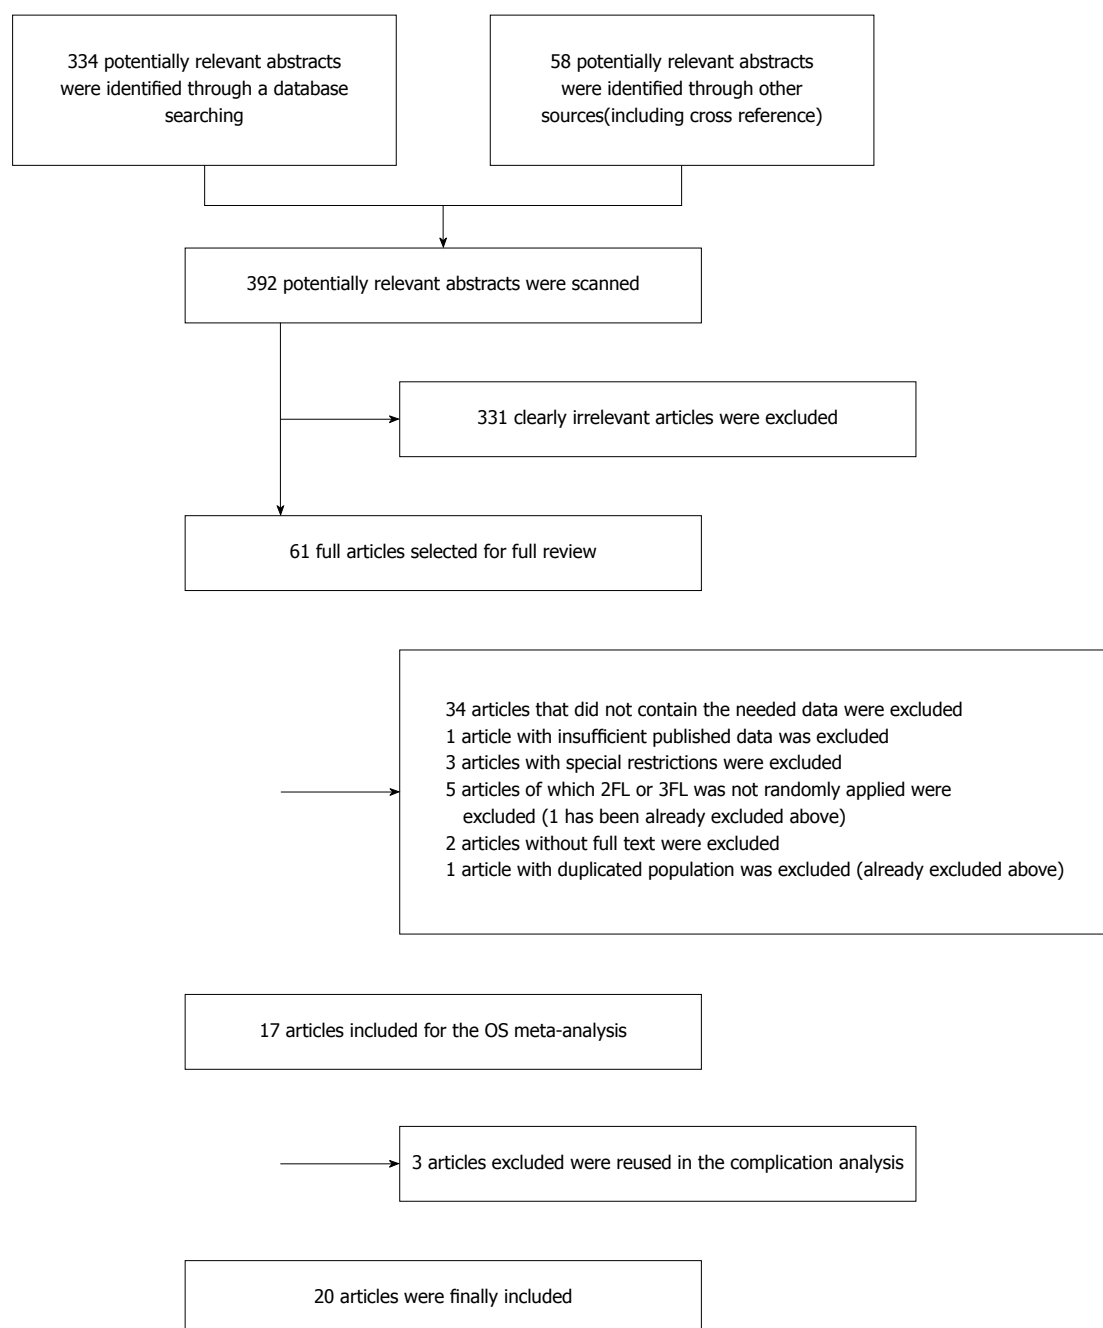 334 potentially relevant abstracts
were identified through a database
searching
58 potentially relevant abstracts
were identified through other
sources(including cross reference)
392 potentially relevant abstracts were scanned
331 clearly irrelevant articles were excluded
61 full articles selected for full review
34 articles that did not contain the needed data were excluded
1 article with insufficient published data was excluded
3 articles with special restrictions were excluded
5 articles of which 2FL or 3FL was not randomly applied were
excluded (1 has been already excluded above)
2 articles without full text were excluded
1 article with duplicated population was excluded (already excluded above)
17 articles included for the OS meta-analysis
3 articles excluded were reused in the complication analysis
20 articles were finally included